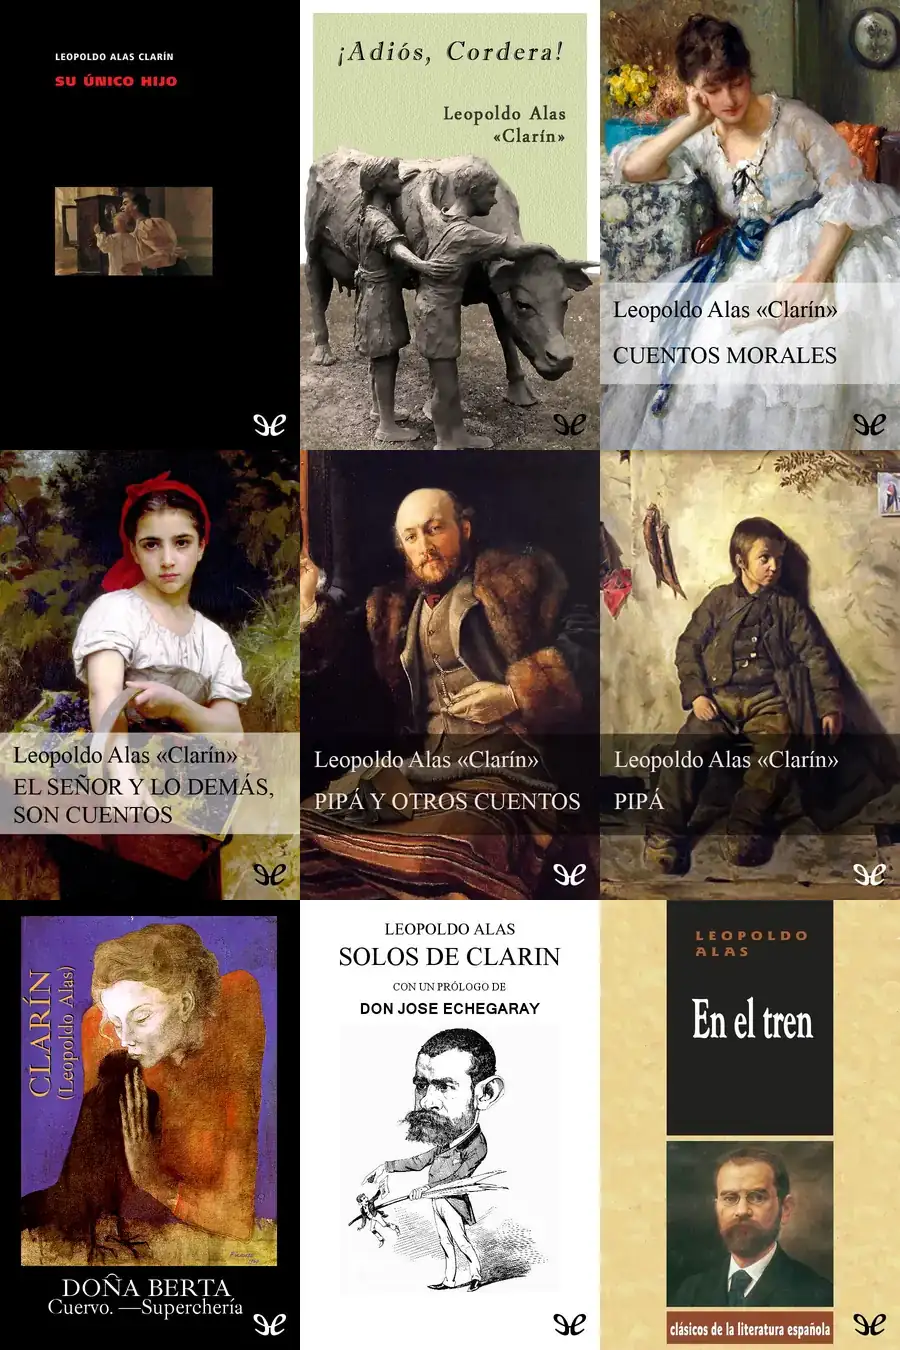 LEOPOLDO ALAS CLARÍN
SU ÚNICO HIJO
¡Adiós, Cordera!
Leopoldo Alas
«Clarín»
Leopoldo Alas «Clarín»
CUENTOS MORALES
Leopoldo Alas «Clarín»
EL SEÑOR Y LO DEMÁS,
SON CUENTOS
Leopoldo Alas «Clarín»
PIPÁ Y OTROS CUENTOS
Leopoldo Alas «Clarín»
PIPÁ
CLARÍN
(Leopoldo Alas)
Picasso
DOÑA BERTA
Cuervo. —Superchería
LEOPOLDO ALAS
SOLOS DE CLARIN
CON UN PRÓLOGO DE
DON JOSE ECHEGARAY
LEOPOLDO
ALAS
En el tren
clásicos de la literatura española